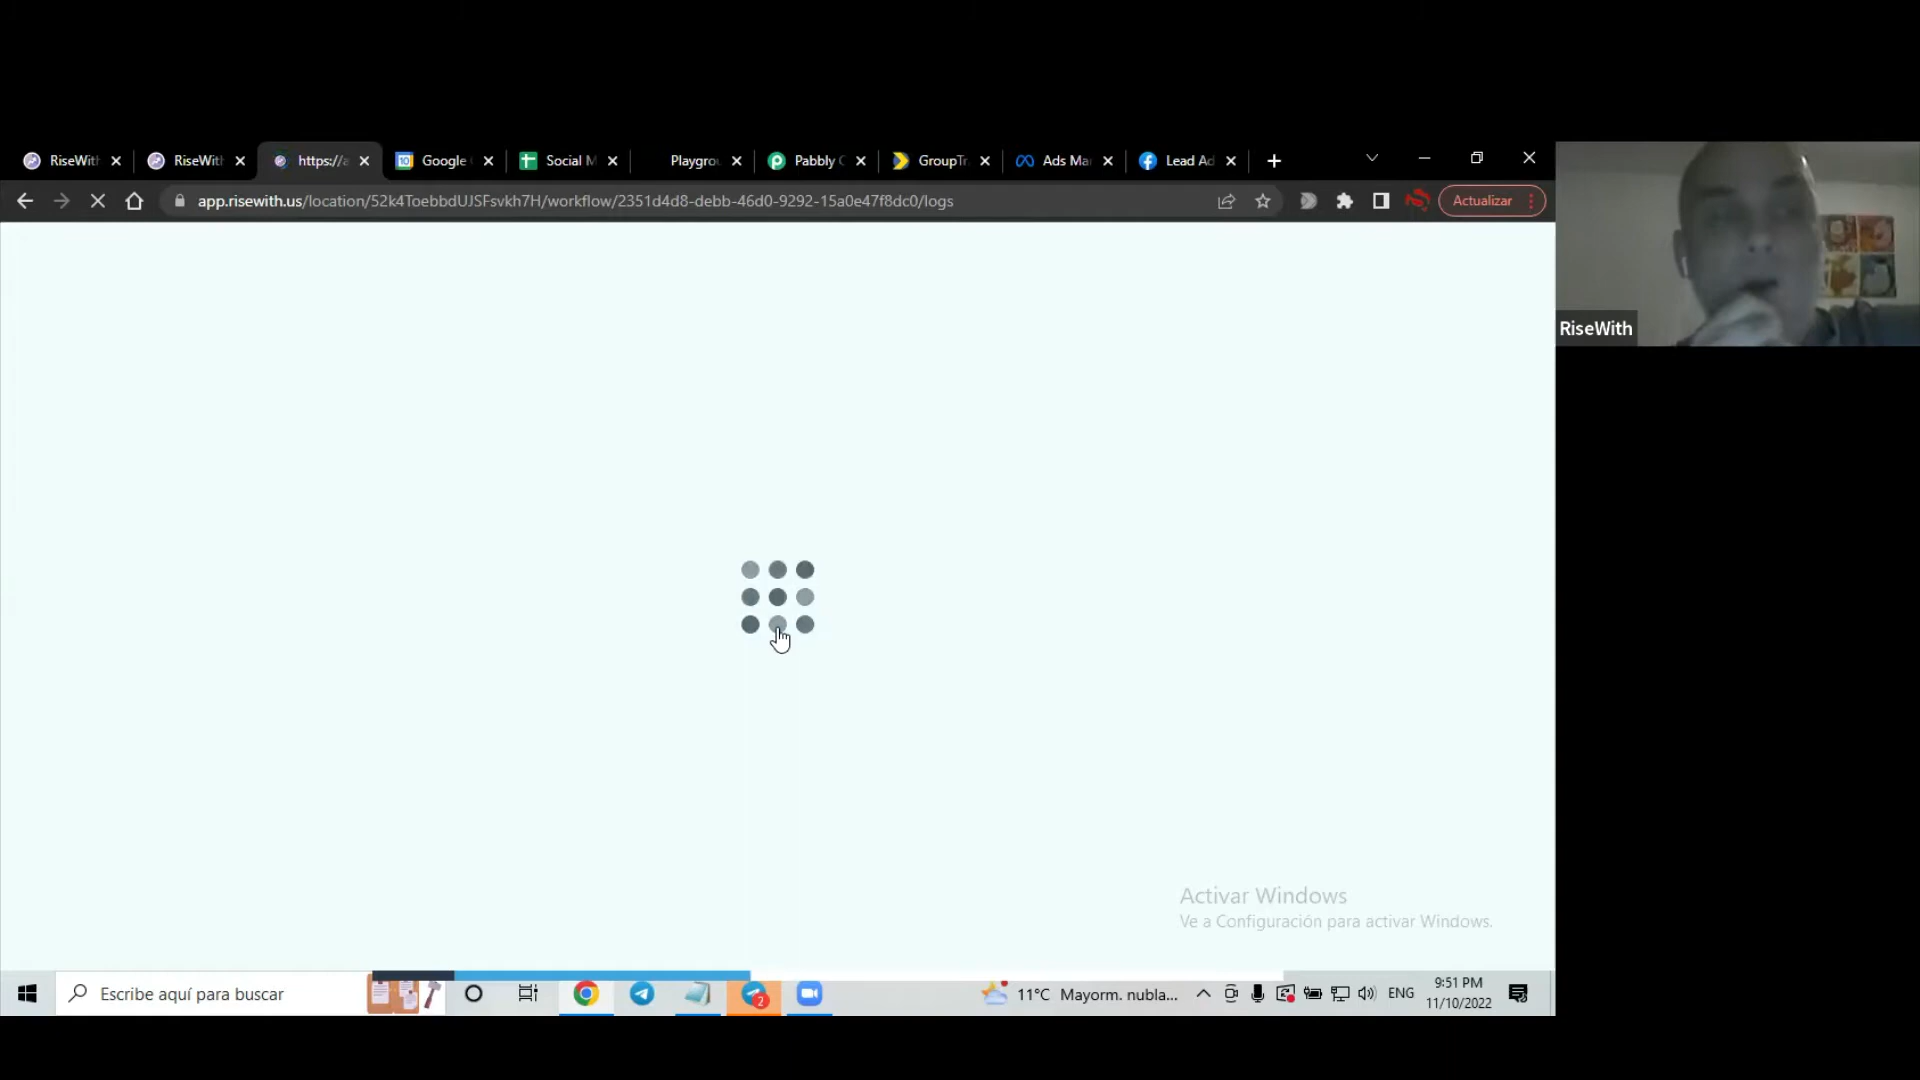 RiseWith
RiseWith
https://a
Google
Social M
Playgro
Pabbly C
GroupTr
Ads Ma
Lead Ad
app.risewith.us/location/52k4ToebbdUJSFsvkh7H/workflow/2351d4d8-debb-46d0-9292-15a0e47f8dc0/logs
Actualizar
RiseWith
Activar Windows
Ve a Configuración para activar Windows.
Escribe aquí para buscar
2
11°C Mayorm. nubla...
ENG
9:51 PM
11/10/2022